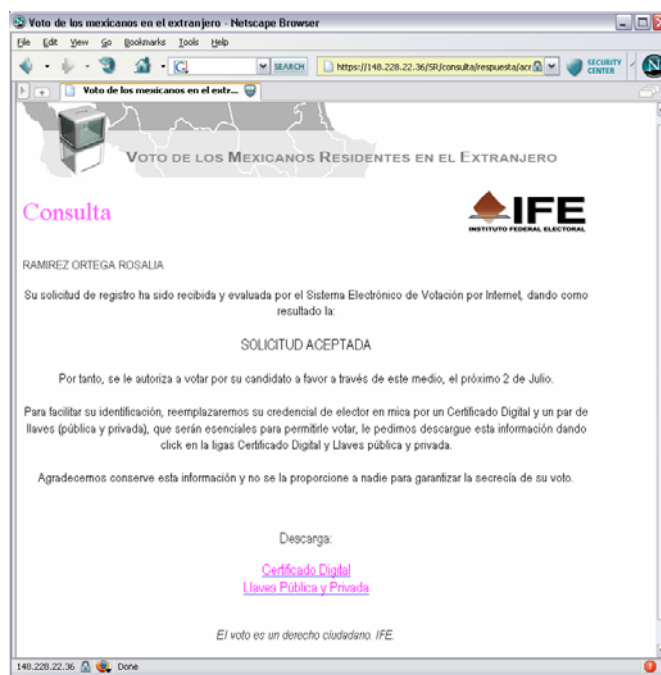 Voto de los mexicanos en el extranjero - Netscape Browser
File Edit View Go Bookmarks Tools Help
SEARCH https://148.228.22.36/SR/consulta/respuesta/acc SECURITY CENTER
Voto de los mexicanos en el extr...
VOTO DE LOS MEXICANOS RESIDENTES EN EL EXTRANJERO
Consulta
IFE
INSTITUTO FEDERAL ELECTORAL
RAMIREZ ORTEGA ROSALIA
Su solicitud de registro ha sido recibida y evaluada por el Sistema Electrónico de Votación por Internet, dando como
resultado la:
SOLICITUD ACEPTADA
Por tanto, se le autoriza a votar por su candidato a favor a través de este medio, el próximo 2 de Julio.
Para facilitar su identificación, reemplazaremos su credencial de elector en mica por un Certificado Digital y un par de
llaves (pública y privada), que serán esenciales para permitirle votar, le pedimos descargue esta información dando
click en la ligas Certificado Digital y Llaves pública y privada.
Agradecemos conserve esta información y no se la proporcione a nadie para garantizar la secrecía de su voto.
Descarga:
Certificado Digital
Llaves Pública y Privada
El voto es un derecho ciudadano. IFE.
148.228.22.36 Done